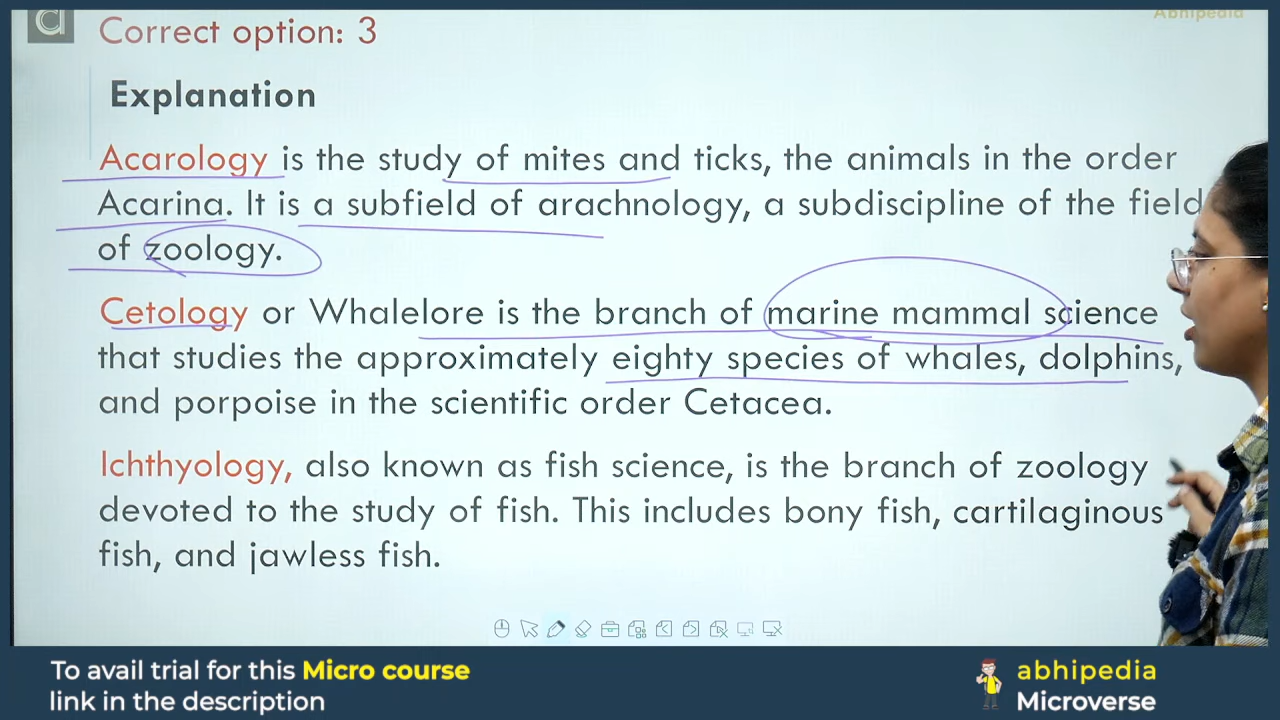 Abhipedia
a
Correct option: 3
Explanation
Acarology is the study of mites and ticks, the animals in the order
Acarina. It is a subfield of arachnology, a subdiscipline of the field
of zoology.
Cetology or Whalelore is the branch of marine mammal science
that studies the approximately eighty species of whales, dolphins,
and porpoise in the scientific order Cetacea.
Ichthyology, also known as fish science, is the branch of zoology
devoted to the study of fish. This includes bony fish, cartilaginous
fish, and jawless fish.
To avail trial for this Micro course
link in the description
abhipedia
Microverse